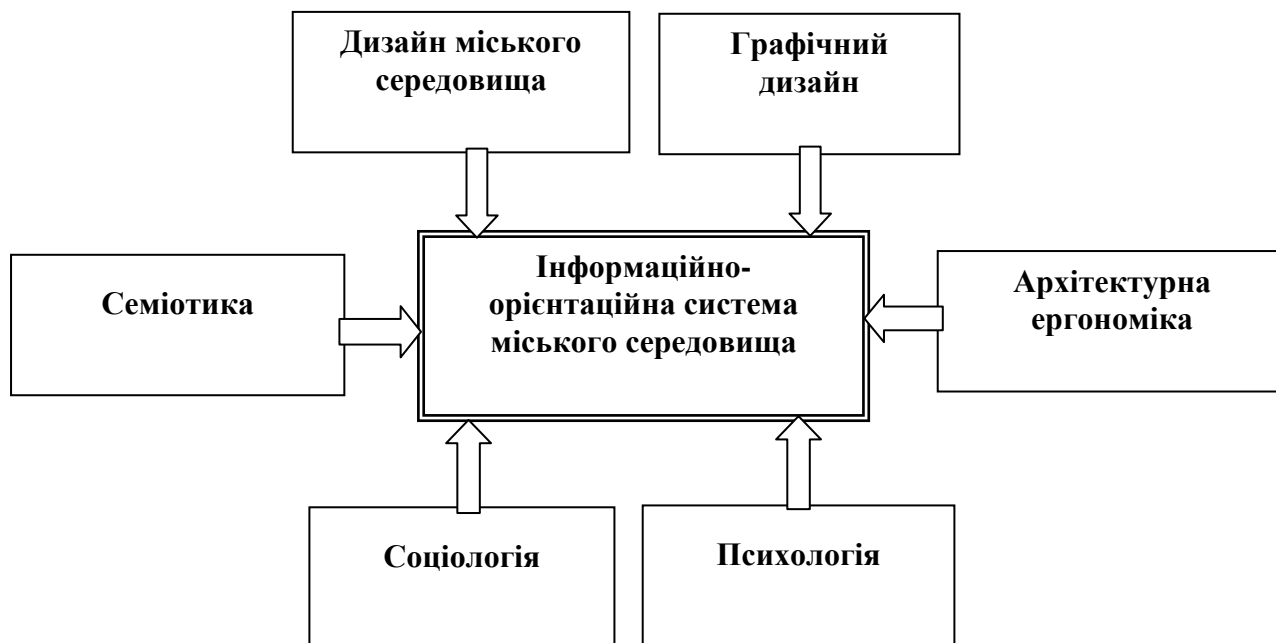 Дизайн міського
середовища
Графічний
дизайн
Семіотика
Інформаційно-
орієнтаційна система
міського середовища
Архітектурна
ергономіка
Соціологія
Психологія